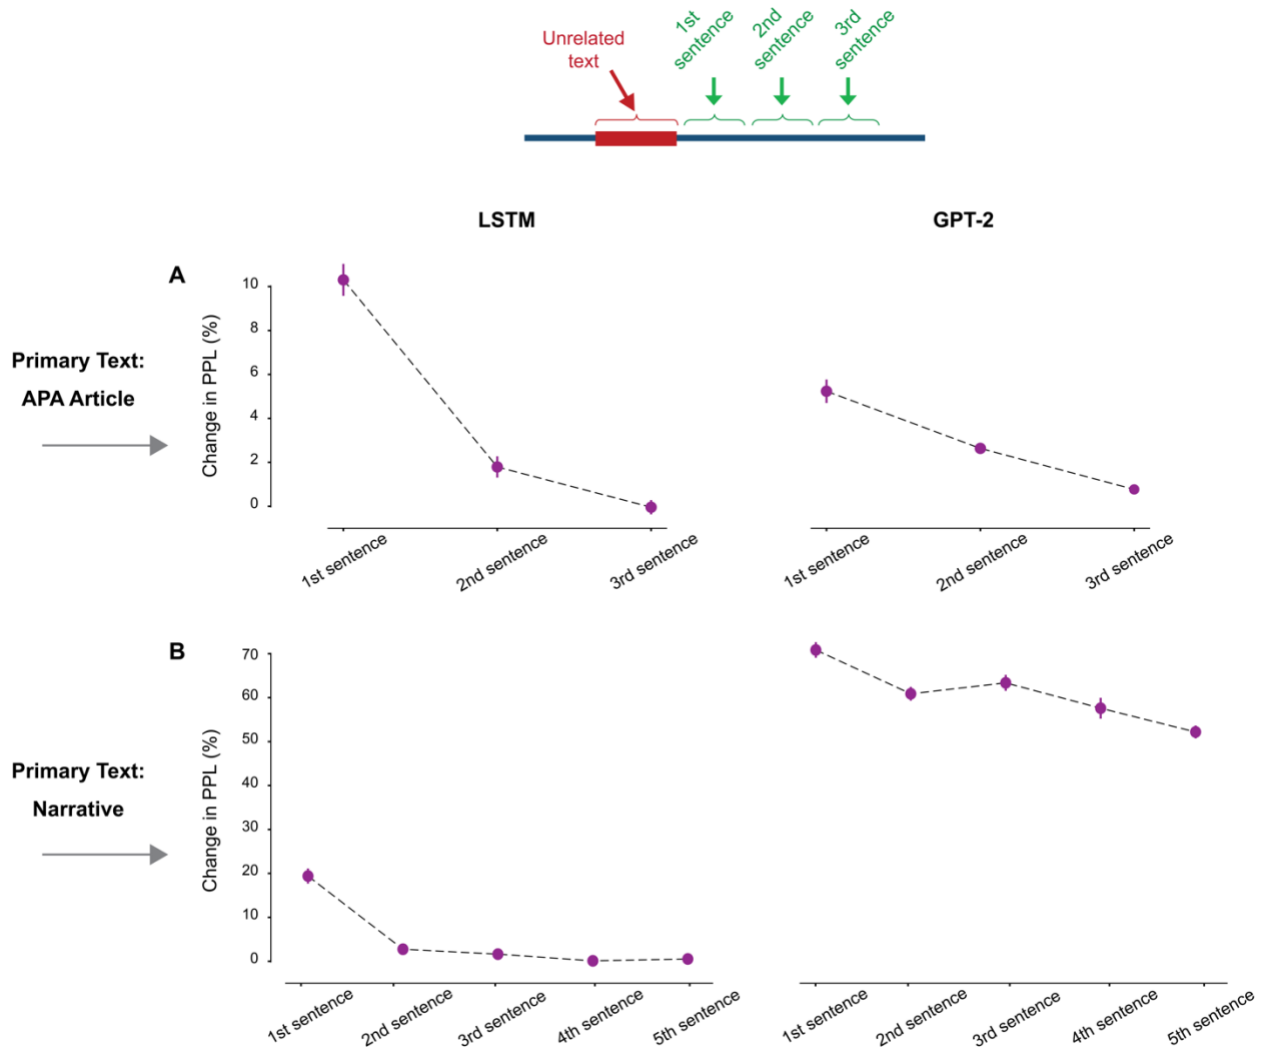 Unrelated
text
1st
sentence
2nd
sentence
3rd
sentence
LSTM
GPT-2
A
Primary Text:
APA Article
Change in PPL (%)
10
8
6
4
2
0
1st sentence
2nd sentence
3rd sentence
1st sentence
2nd sentence
3rd sentence
B
Primary Text:
Narrative
Change in PPL (%)
70
60
50
40
30
20
10
0
1st sentence
2nd sentence
3rd sentence
4th sentence
5th sentence
1st sentence
2nd sentence
3rd sentence
4th sentence
5th sentence